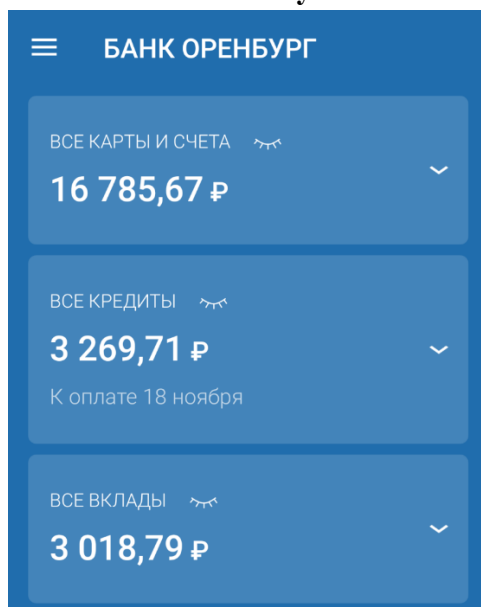 БАНК ОРЕНБУРГ
ВСЕ КАРТЫ И СЧЕТА
16 785,67 ₽
ВСЕ КРЕДИТЫ
3 269,71 ₽
К оплате 18 ноября
ВСЕ ВКЛАДЫ
3 018,79 ₽